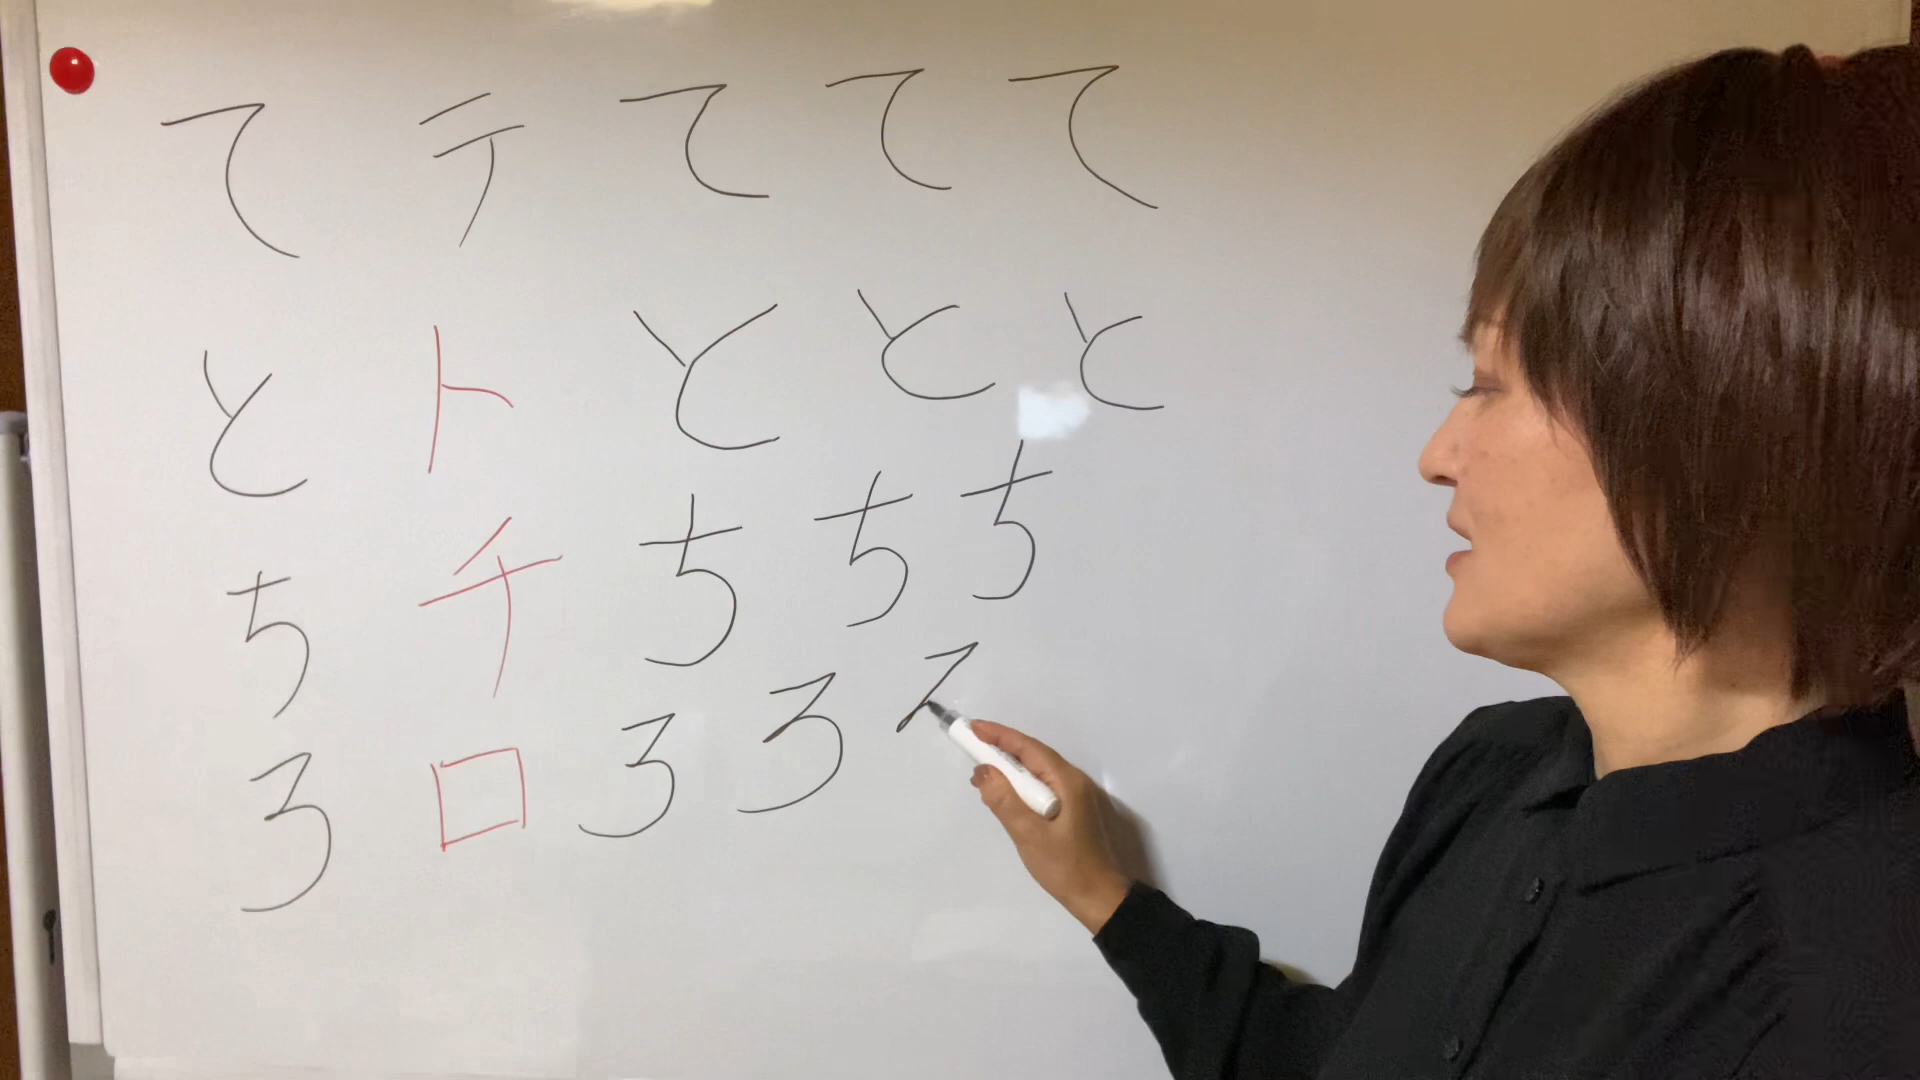 て テ て て て
と ト と と と
ち チ ち ち ち
ろ ロ ろ ろ